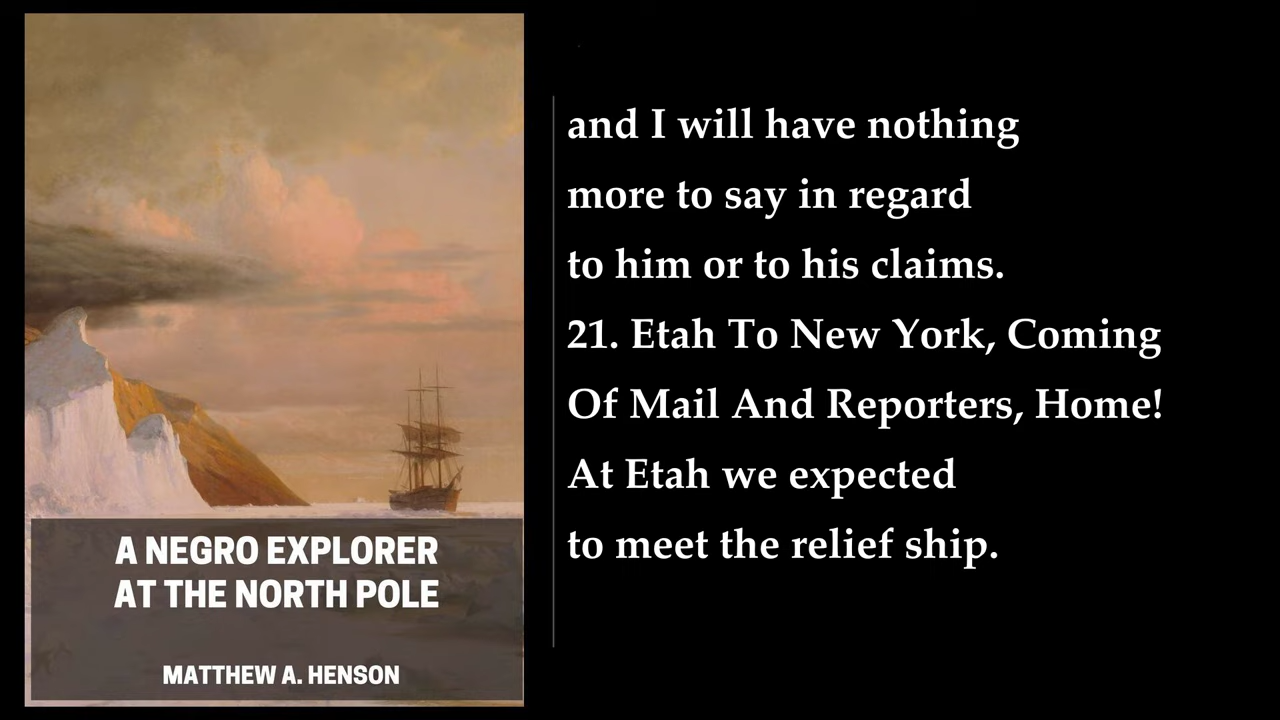 A NEGRO EXPLORER
AT THE NORTH POLE
MATTHEW A. HENSON
and I will have nothing
more to say in regard
to him or to his claims.
21. Etah To New York, Coming
Of Mail And Reporters, Home!
At Etah we expected
to meet the relief ship.